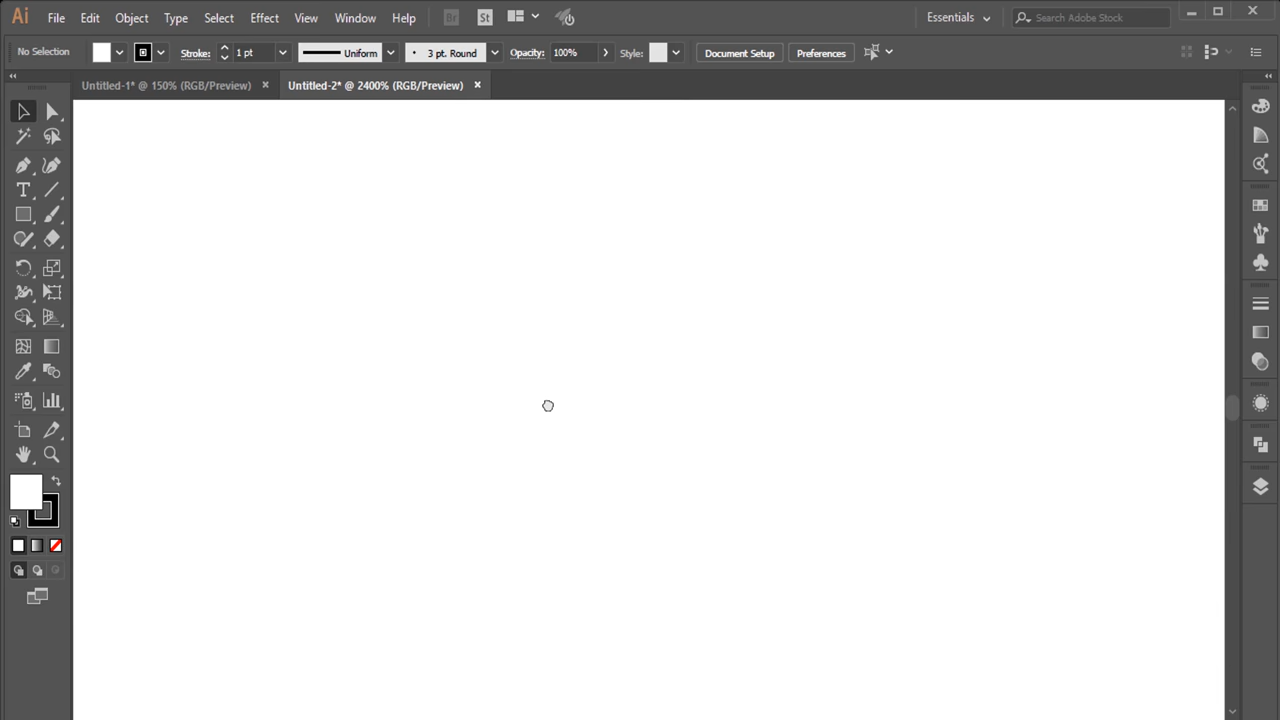 Ai File Edit Object Type Select Effect View Window Help Br St Essentials Search Adobe Stock
No Selection Stroke: 1 pt Uniform 3 pt. Round Opacity: 100% Style: Document Setup Preferences
Untitled-1* @ 150% (RGB/Preview) × Untitled-2* @ 2400% (RGB/Preview) ×